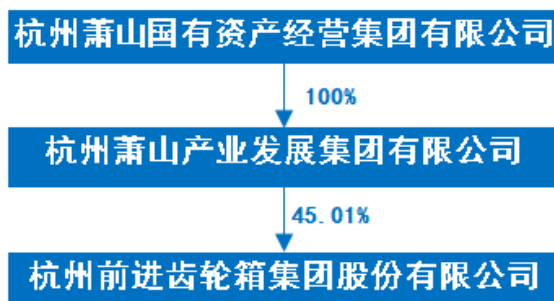 杭州萧山国有资产经营集团有限公司
100%
杭州萧山产业发展集团有限公司
45.01%
杭州前进齿轮箱集团股份有限公司